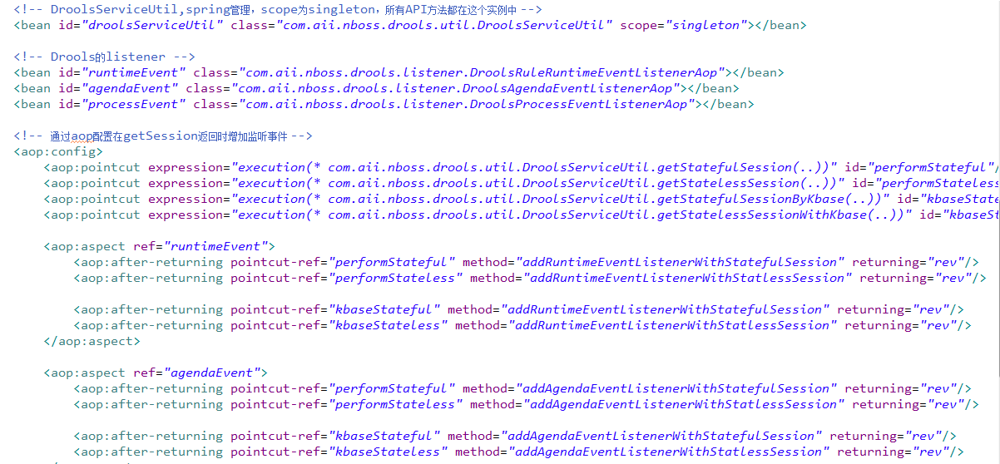 <!-- DroolsServiceUtil,spring管理，scope为singleton，所有API方法都在这个实例中 -->
<bean id="droolsServiceUtil" class="com.aii.nboss.drools.util.DroolsServiceUtil" scope="singleton"></bean>
<!-- Drools的listener -->
<bean id="runtimeEvent" class="com.aii.nboss.drools.listener.DroolsRuleRuntimeEventListenerAop"></bean>
<bean id="agendaEvent" class="com.aii.nboss.drools.listener.DroolsAgendaEventListenerAop"></bean>
<bean id="processEvent" class="com.aii.nboss.drools.listener.DroolsProcessEventListenerAop"></bean>
<!-- 通过aop配置在getSession返回时增加监听事件 -->
<aop:config>
<aop:pointcut expression="execution(* com.aii.nboss.drools.util.DroolsServiceUtil.getStatefulSession(..))" id="performStateful"/
<aop:pointcut expression="execution(* com.aii.nboss.drools.util.DroolsServiceUtil.getStatelessSession(..))" id="performStateless
<aop:pointcut expression="execution(* com.aii.nboss.drools.util.DroolsServiceUtil.getStatefulSessionByKbase(..))" id="kbaseState
<aop:pointcut expression="execution(* com.aii.nboss.drools.util.DroolsServiceUtil.getStatelessSessionWithKbase(..))" id="kbaseSt
<aop:aspect ref="runtimeEvent">
<aop:after-returning pointcut-ref="performStateful" method="addRuntimeEventListenerWithStatefulSession" returning="rev"/>
<aop:after-returning pointcut-ref="performStateless" method="addRuntimeEventListenerWithStatlessSession" returning="rev"/>
<aop:after-returning pointcut-ref="kbaseStateful" method="addRuntimeEventListenerWithStatefulSession" returning="rev"/>
<aop:after-returning pointcut-ref="kbaseStateless" method="addRuntimeEventListenerWithStatlessSession" returning="rev"/>
</aop:aspect>
<aop:aspect ref="agendaEvent">
<aop:after-returning pointcut-ref="performStateful" method="addAgendaEventListenerWithStatefulSession" returning="rev"/>
<aop:after-returning pointcut-ref="performStateless" method="addAgendaEventListenerWithStatlessSession" returning="rev"/>
<aop:after-returning pointcut-ref="kbaseStateful" method="addAgendaEventListenerWithStatefulSession" returning="rev"/>
<aop:after-returning pointcut-ref="kbaseStateless" method="addAgendaEventListenerWithStatlessSession" returning="rev"/>